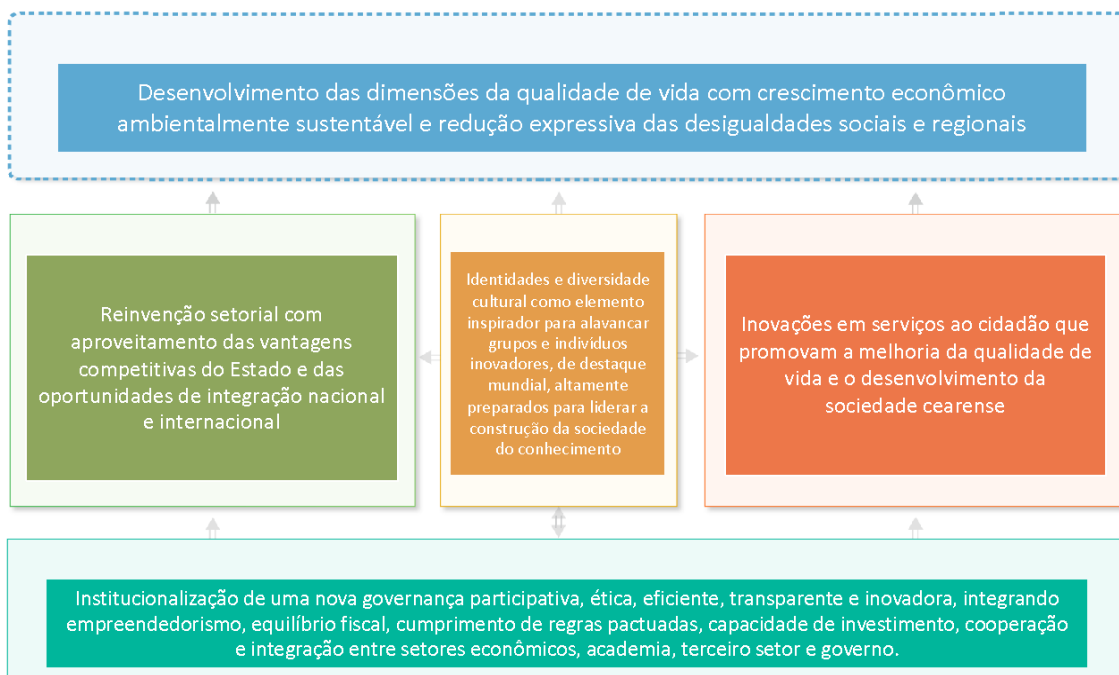 Desenvolvimento das dimensões da qualidade de vida com crescimento econômico
ambientalmente sustentável e redução expressiva das desigualdades sociais e regionais
Reinvenção setorial com
aproveitamento das vantagens
competitivas do Estado e das
oportunidades de integração nacional
e internacional
Identidades e diversidade
cultural como elemento
inspirador para alavancar
grupos e indivíduos
inovadores, de destaque
mundial, altamente
preparados para liderar a
construção da sociedade
do conhecimento
Inovações em serviços ao cidadão que
promovam a melhoria da qualidade de
vida e o desenvolvimento da
sociedade cearense
Institucionalização de uma nova governança participativa, ética, eficiente, transparente e inovadora, integrando
empreendedorismo, equilíbrio fiscal, cumprimento de regras pactuadas, capacidade de investimento, cooperação
e integração entre setores econômicos, academia, terceiro setor e governo.